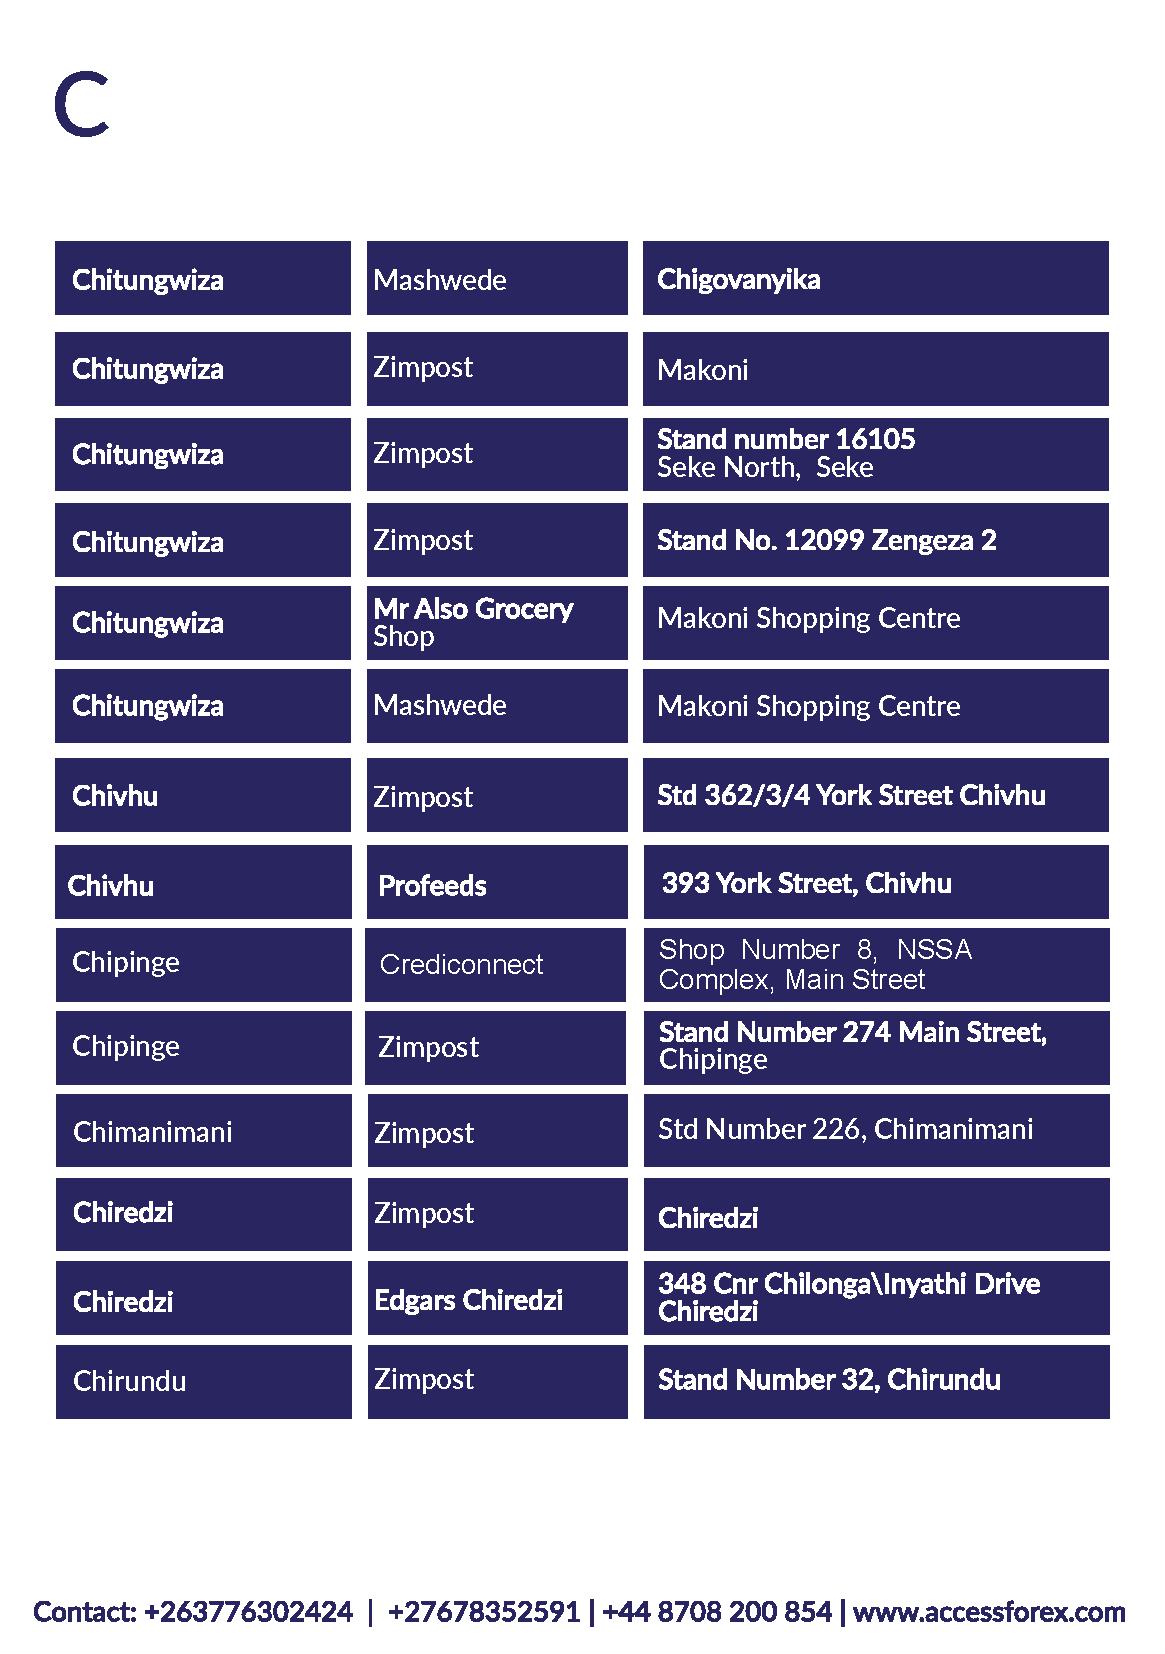 C
Chitungwiza Mashwede Chigovanyika
Chitungwiza Zimpost Makoni
Chitungwiza Zimpost Stand number 16105
Seke North, Seke
Chitungwiza Zimpost Stand No. 12099 Zengeza 2
Chitungwiza Mr Also Grocery
Shop Makoni Shopping Centre
Chitungwiza Mashwede Makoni Shopping Centre
Chivhu Zimpost Std 362/3/4 York Street Chivhu
Chivhu Profeeds 393 York Street, Chivhu
Chipinge Crediconnect Shop Number 8, NSSA
Complex, Main Street
Chipinge Zimpost Stand Number 274 Main Street,
Chipinge
Chimanimani Zimpost Std Number 226, Chimanimani
Chiredzi Zimpost Chiredzi
Chiredzi Edgars Chiredzi 348 Cnr Chilonga\Inyathi Drive
Chiredzi
Chirundu Zimpost Stand Number 32, Chirundu
Contact: +263776302424 | +27678352591 | +44 8708 200 854 | www.accessforex.com